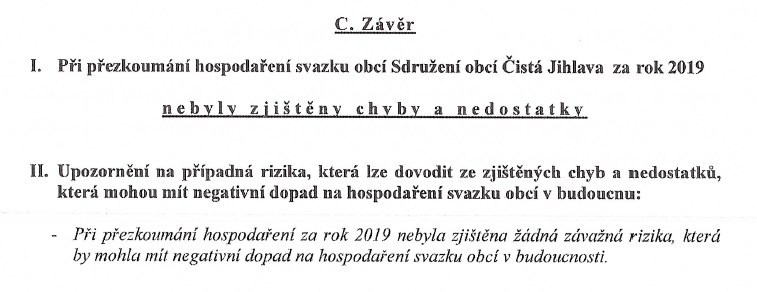 C. Závěr
I. Při přezkoumání hospodaření svazku obcí Sdružení obcí Čistá Jihlava za rok 2019
nebyly zjištěny chyby a nedostatky
II. Upozornění na případná rizika, která lze dovodit ze zjištěných chyb a nedostatků,
která mohou mít negativní dopad na hospodaření svazku obcí v budoucnu:
- Při přezkoumání hospodaření za rok 2019 nebyla zjištěna žádná závažná rizika, která
by mohla mít negativní dopad na hospodaření svazku obcí v budoucnosti.